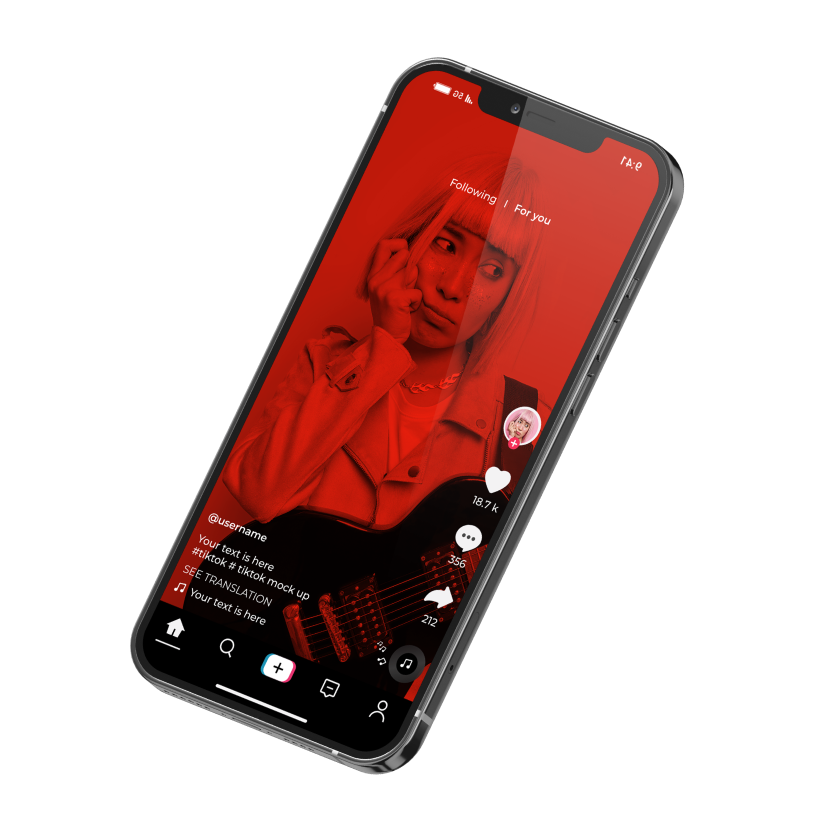 5G
9:41
Following | For you
18.7 k
356
212
@username
Your text is here
#tiktok # tiktok mock up
SEE TRANSLATION
Your text is here